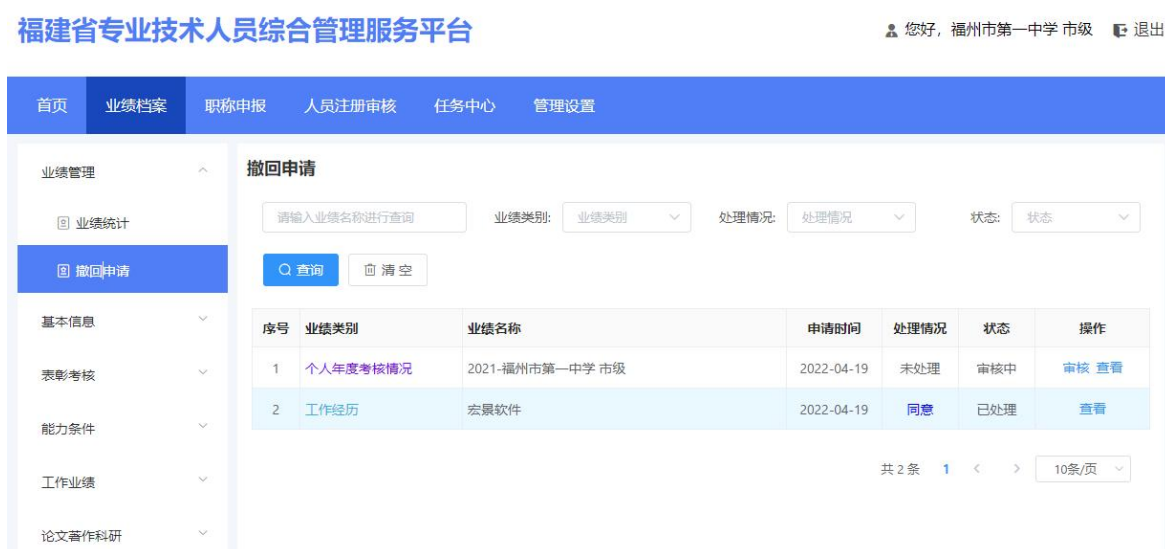 福建省专业技术人员综合管理服务平台
您好，福州市第一中学 市级 退出
首页 业绩档案 职称申报 人员注册审核 任务中心 管理设置
业绩管理
业绩统计
撤回申请
基本信息
表彰考核
能力条件
工作业绩
论文著作科研
撤回申请
请输入业绩名称进行查询 业绩类别: 业绩类别 处理情况: 处理情况 状态: 状态
查询 清空
序号 业绩类别 业绩名称 申请时间 处理情况 状态 操作
1 个人年度考核情况 2021-福州市第一中学 市级 2022-04-19 未处理 审核中 审核 查看
2 工作经历 宏景软件 2022-04-19 同意 已处理 查看
共 2 条 1 < > 10条/页